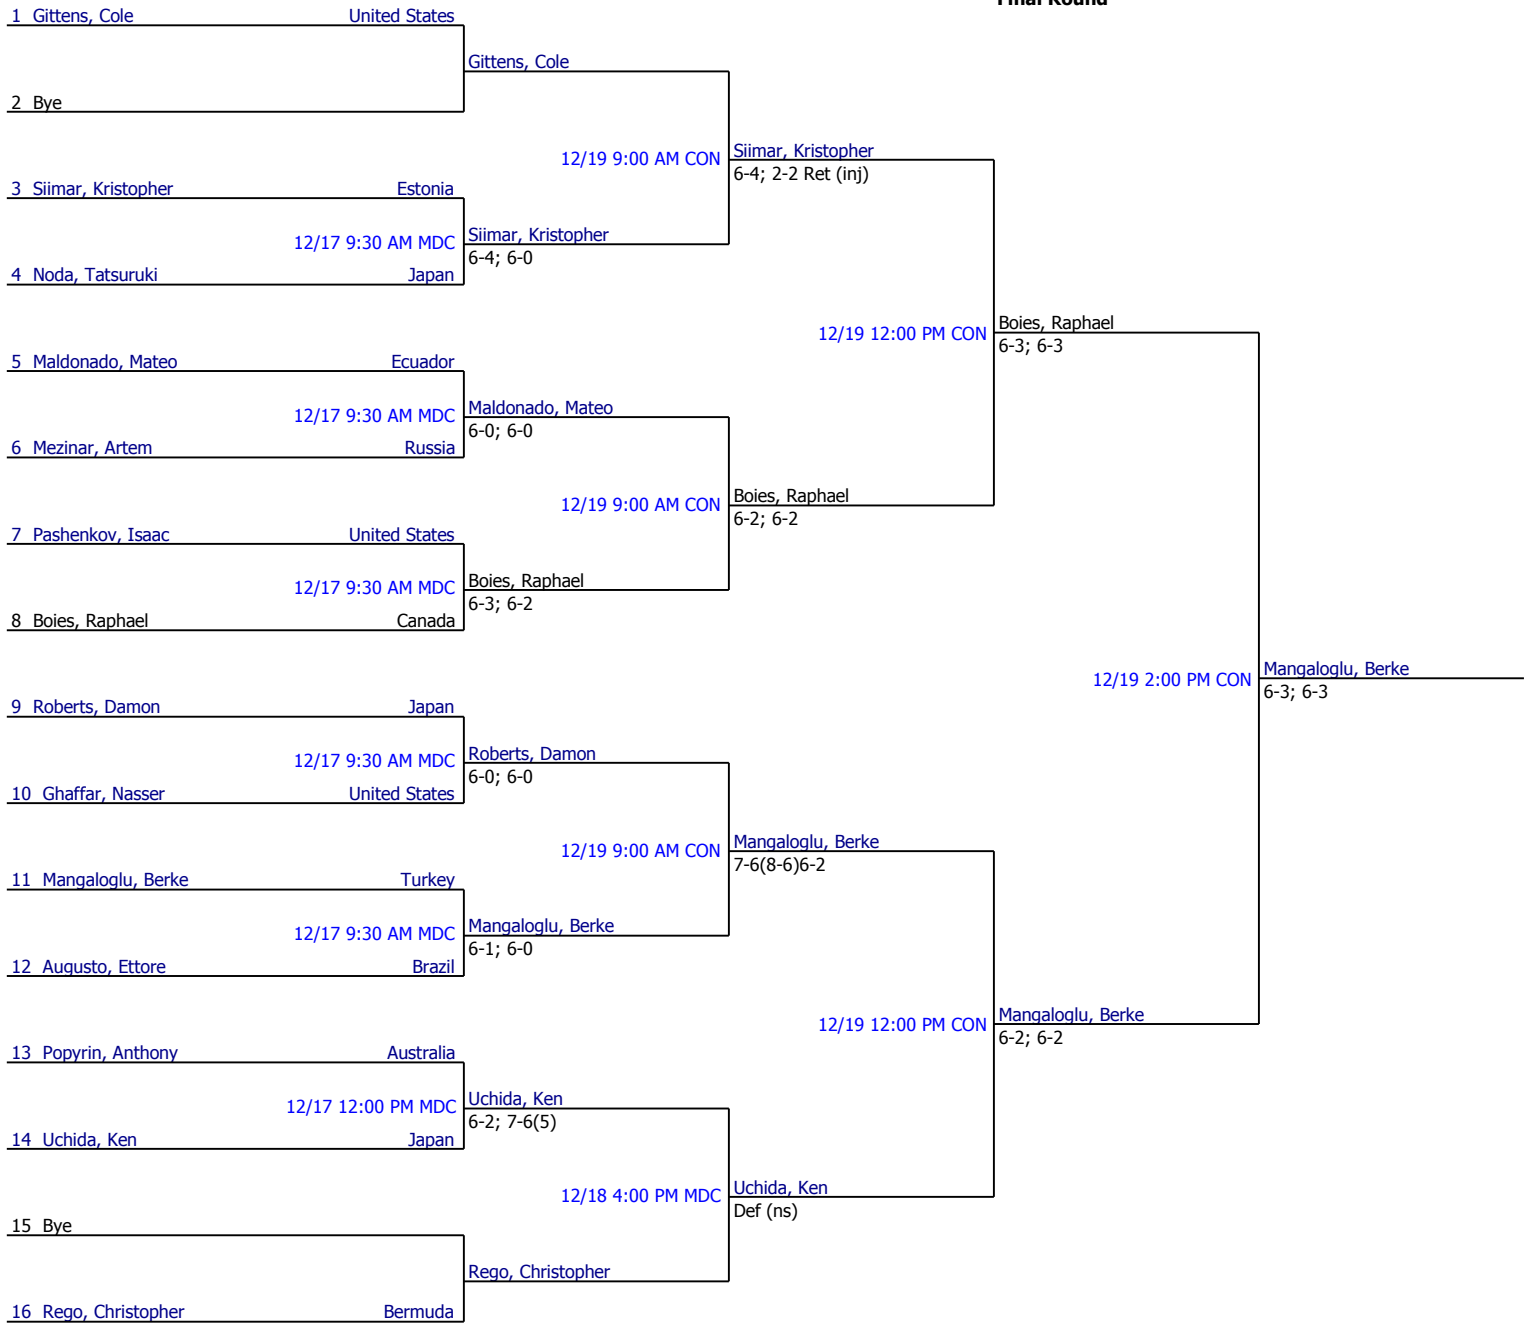 Final Round
1 Gittens, Cole United States
Gittens, Cole
2 Bye
12/19 9:00 AM CON Siimar, Kristopher
6-4; 2-2 Ret (inj)
3 Siimar, Kristopher Estonia
12/17 9:30 AM MDC Siimar, Kristopher
6-4; 6-0
4 Noda, Tatsuruki Japan
12/19 12:00 PM CON Boies, Raphael
6-3; 6-3
5 Maldonado, Mateo Ecuador
12/17 9:30 AM MDC Maldonado, Mateo
6-0; 6-0
6 Mezinar, Artem Russia
12/19 9:00 AM CON Boies, Raphael
6-2; 6-2
7 Pashenkov, Isaac United States
12/17 9:30 AM MDC Boies, Raphael
6-3; 6-2
8 Boies, Raphael Canada
12/19 2:00 PM CON Mangaloglu, Berke
6-3; 6-3
9 Roberts, Damon Japan
12/17 9:30 AM MDC Roberts, Damon
6-0; 6-0
10 Ghaffar, Nasser United States
12/19 9:00 AM CON Mangaloglu, Berke
7-6(8-6)6-2
11 Mangaloglu, Berke Turkey
12/17 9:30 AM MDC Mangaloglu, Berke
6-1; 6-0
12 Augusto, Ettore Brazil
12/19 12:00 PM CON Mangaloglu, Berke
6-2; 6-2
13 Popyrin, Anthony Australia
12/17 12:00 PM MDC Uchida, Ken
6-2; 7-6(5)
14 Uchida, Ken Japan
12/18 4:00 PM MDC Uchida, Ken
Def (ns)
15 Bye
Rego, Christopher
16 Rego, Christopher Bermuda